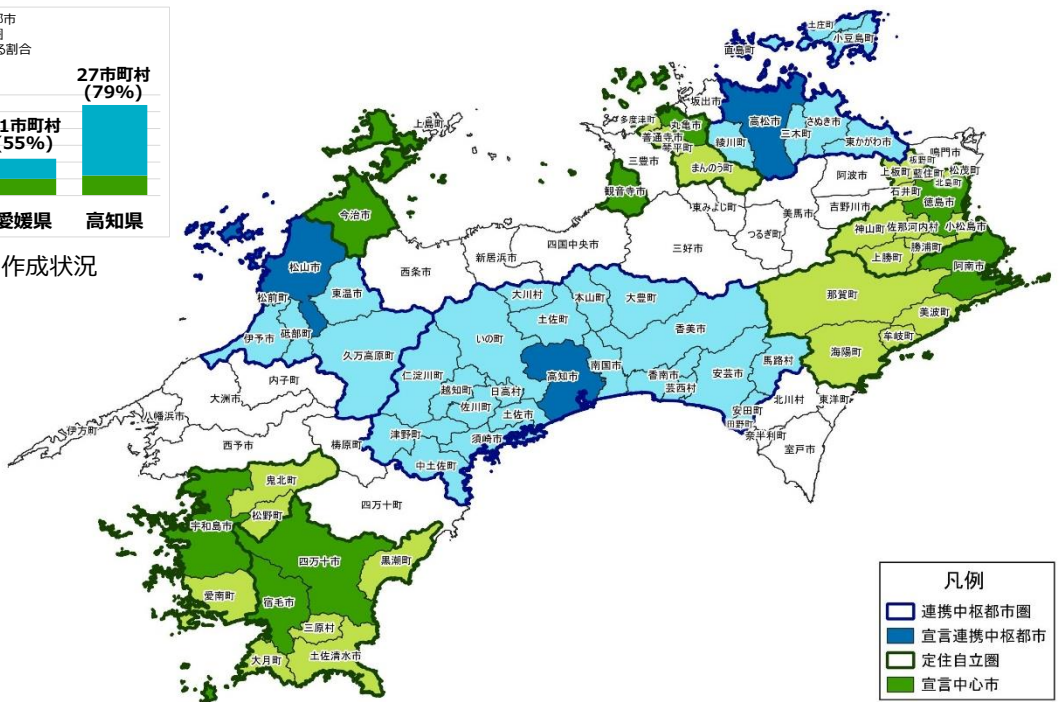 27市町村
(79%)
1市町村
(55%)
愛媛県
高知県
作成状況
土庄町
小豆島町
直島町
上島町
坂出市
高松市
さぬき市
三木町
東かがわ市
綾川町
多度津町
丸亀市
善通寺市
琴平町
まんのう町
三豊市
観音寺市
鳴門市
板野町
松茂町
上板町
藍住町
北島町
石井町
徳島市
阿波市
吉野川市
美馬市
東みよし町
つるぎ町
三好市
神山町
佐那河内村
小松島市
勝浦町
上勝町
阿南市
那賀町
美波町
牟岐町
海陽町
今治市
四国中央市
新居浜市
西条市
松山市
東温市
松前町
砥部町
伊予市
久万高原町
大川村
本山町
大豊町
土佐町
いの町
香美市
高知市
南国市
香南市
芸西村
安芸市
馬路村
仁淀川町
越知町
日高村
佐川町
土佐市
津野町
須崎市
中土佐町
安田町
田野町
北川村
奈半利町
東洋町
室戸市
内子町
大洲市
八幡浜市
伊方町
西予市
梼原町
四万十町
鬼北町
松野町
宇和島市
愛南町
四万十市
黒潮町
宿毛市
三原村
大月町
土佐清水市
凡例
連携中枢都市圏
宣言連携中枢都市
定住自立圏
宣言中心市